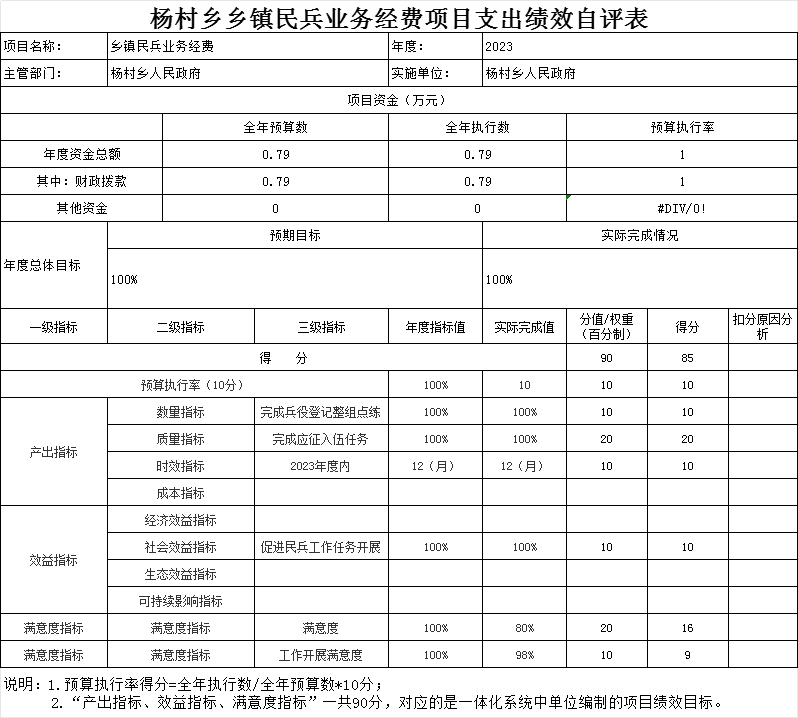 杨村乡乡镇民兵业务经费项目支出绩效自评表
项目名称: 乡镇民兵业务经费 年度: 2023
主管部门: 杨村乡人民政府 实施单位: 杨村乡人民政府
项目资金（万元）
全年预算数 全年执行数 预算执行率
年度资金总额 0.79 0.79 1
其中: 财政拨款 0.79 0.79 1
其他资金 0 0 #DIV/0!
年度总体目标 预期目标 实际完成情况
100% 100%
一级指标 二级指标 三级指标 年度指标值 实际完成值 分值/权重（百分制） 得分 扣分原因分析
得 分 90 85
预算执行率（10分） 100% 10 10 10
产出指标 数量指标 完成兵役登记整组点练 100% 100% 10 10
质量指标 完成应征入伍任务 100% 100% 20 20
时效指标 2023年度内 12（月） 12（月） 10 10
成本指标
效益指标 经济效益指标
社会效益指标 促进民兵工作任务开展 100% 100% 10 10
生态效益指标
可持续影响指标
满意度指标 满意度指标 满意度 100% 80% 20 16
满意度指标 满意度指标 工作开展满意度 100% 98% 10 9
说明: 1.预算执行率得分=全年执行数/全年预算数*10分;
2.“产出指标、效益指标、满意度指标”一共90分，对应的是一体化系统中单位编制的项目绩效目标。